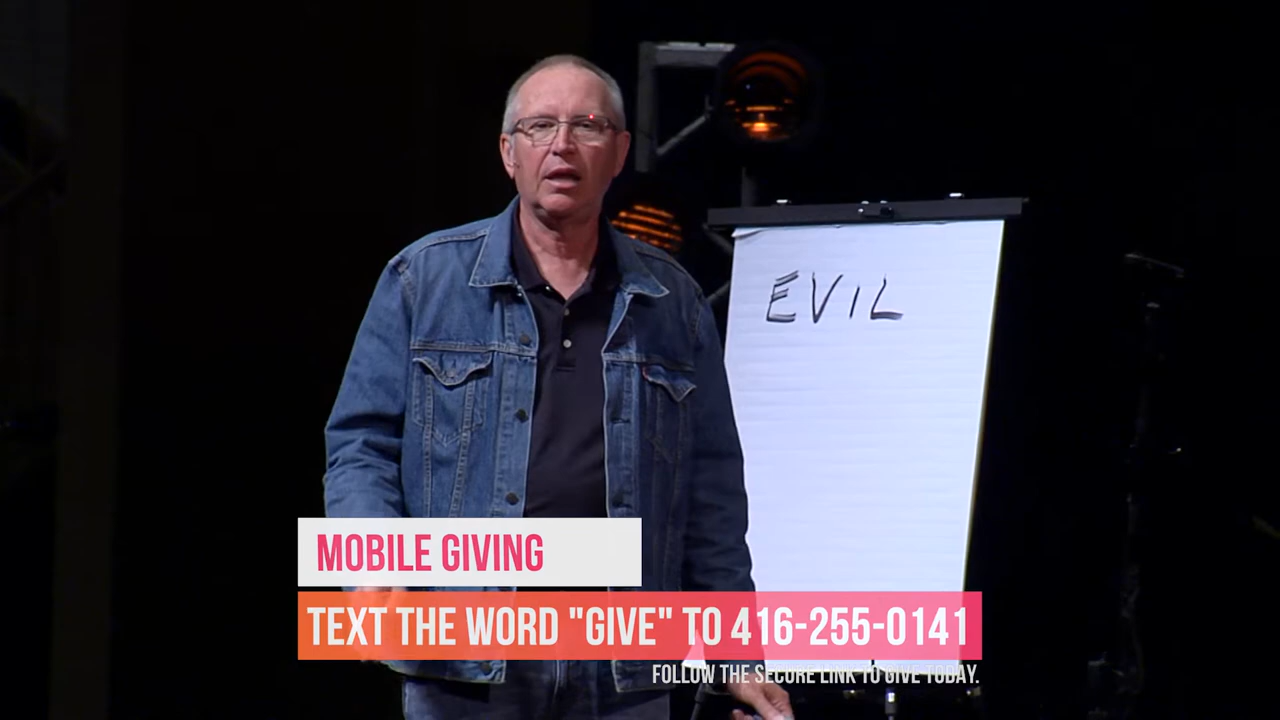 EVIL
MOBILE GIVING
TEXT THE WORD "GIVE" TO 416-255-0141
FOLLOW THE SECURE LINK TO GIVE TODAY.